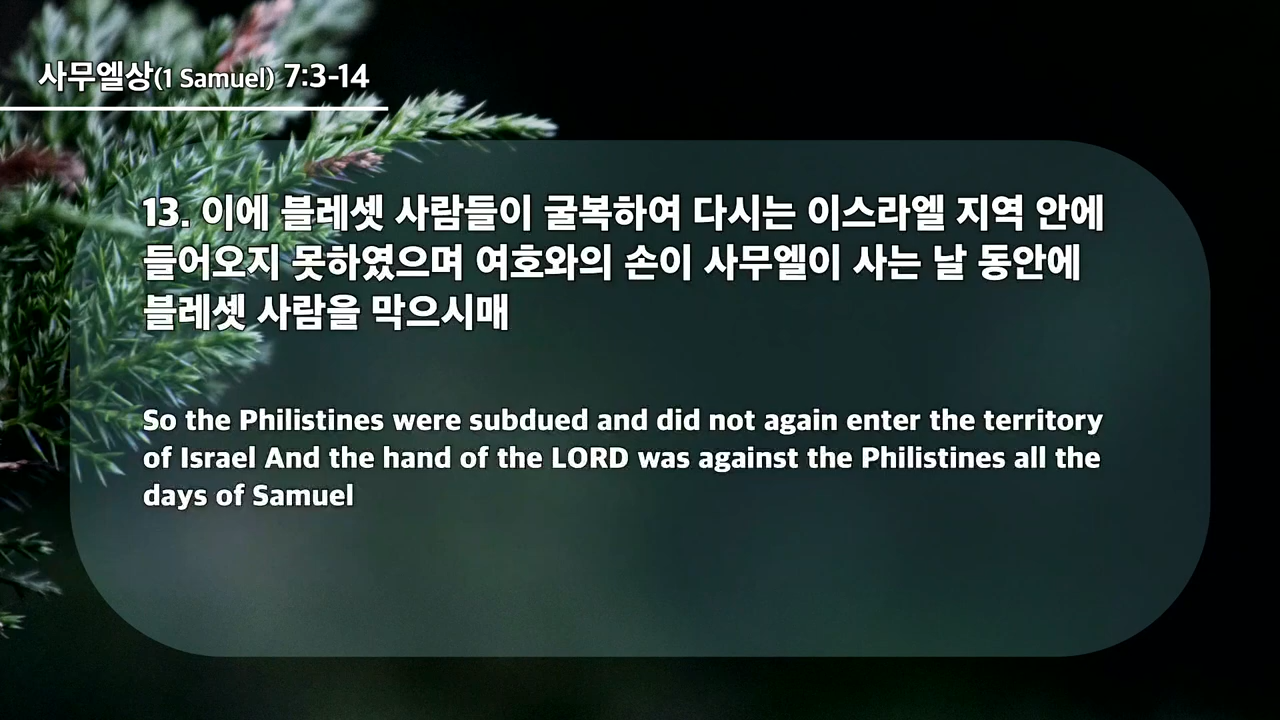 사무엘상(1 Samuel) 7:3-14
13. 이에 블레셋 사람들이 굴복하여 다시는 이스라엘 지역 안에
들어오지 못하였으며 여호와의 손이 사무엘이 사는 날 동안에
블레셋 사람을 막으시매
So the Philistines were subdued and did not again enter the territory
of Israel And the hand of the LORD was against the Philistines all the
days of Samuel